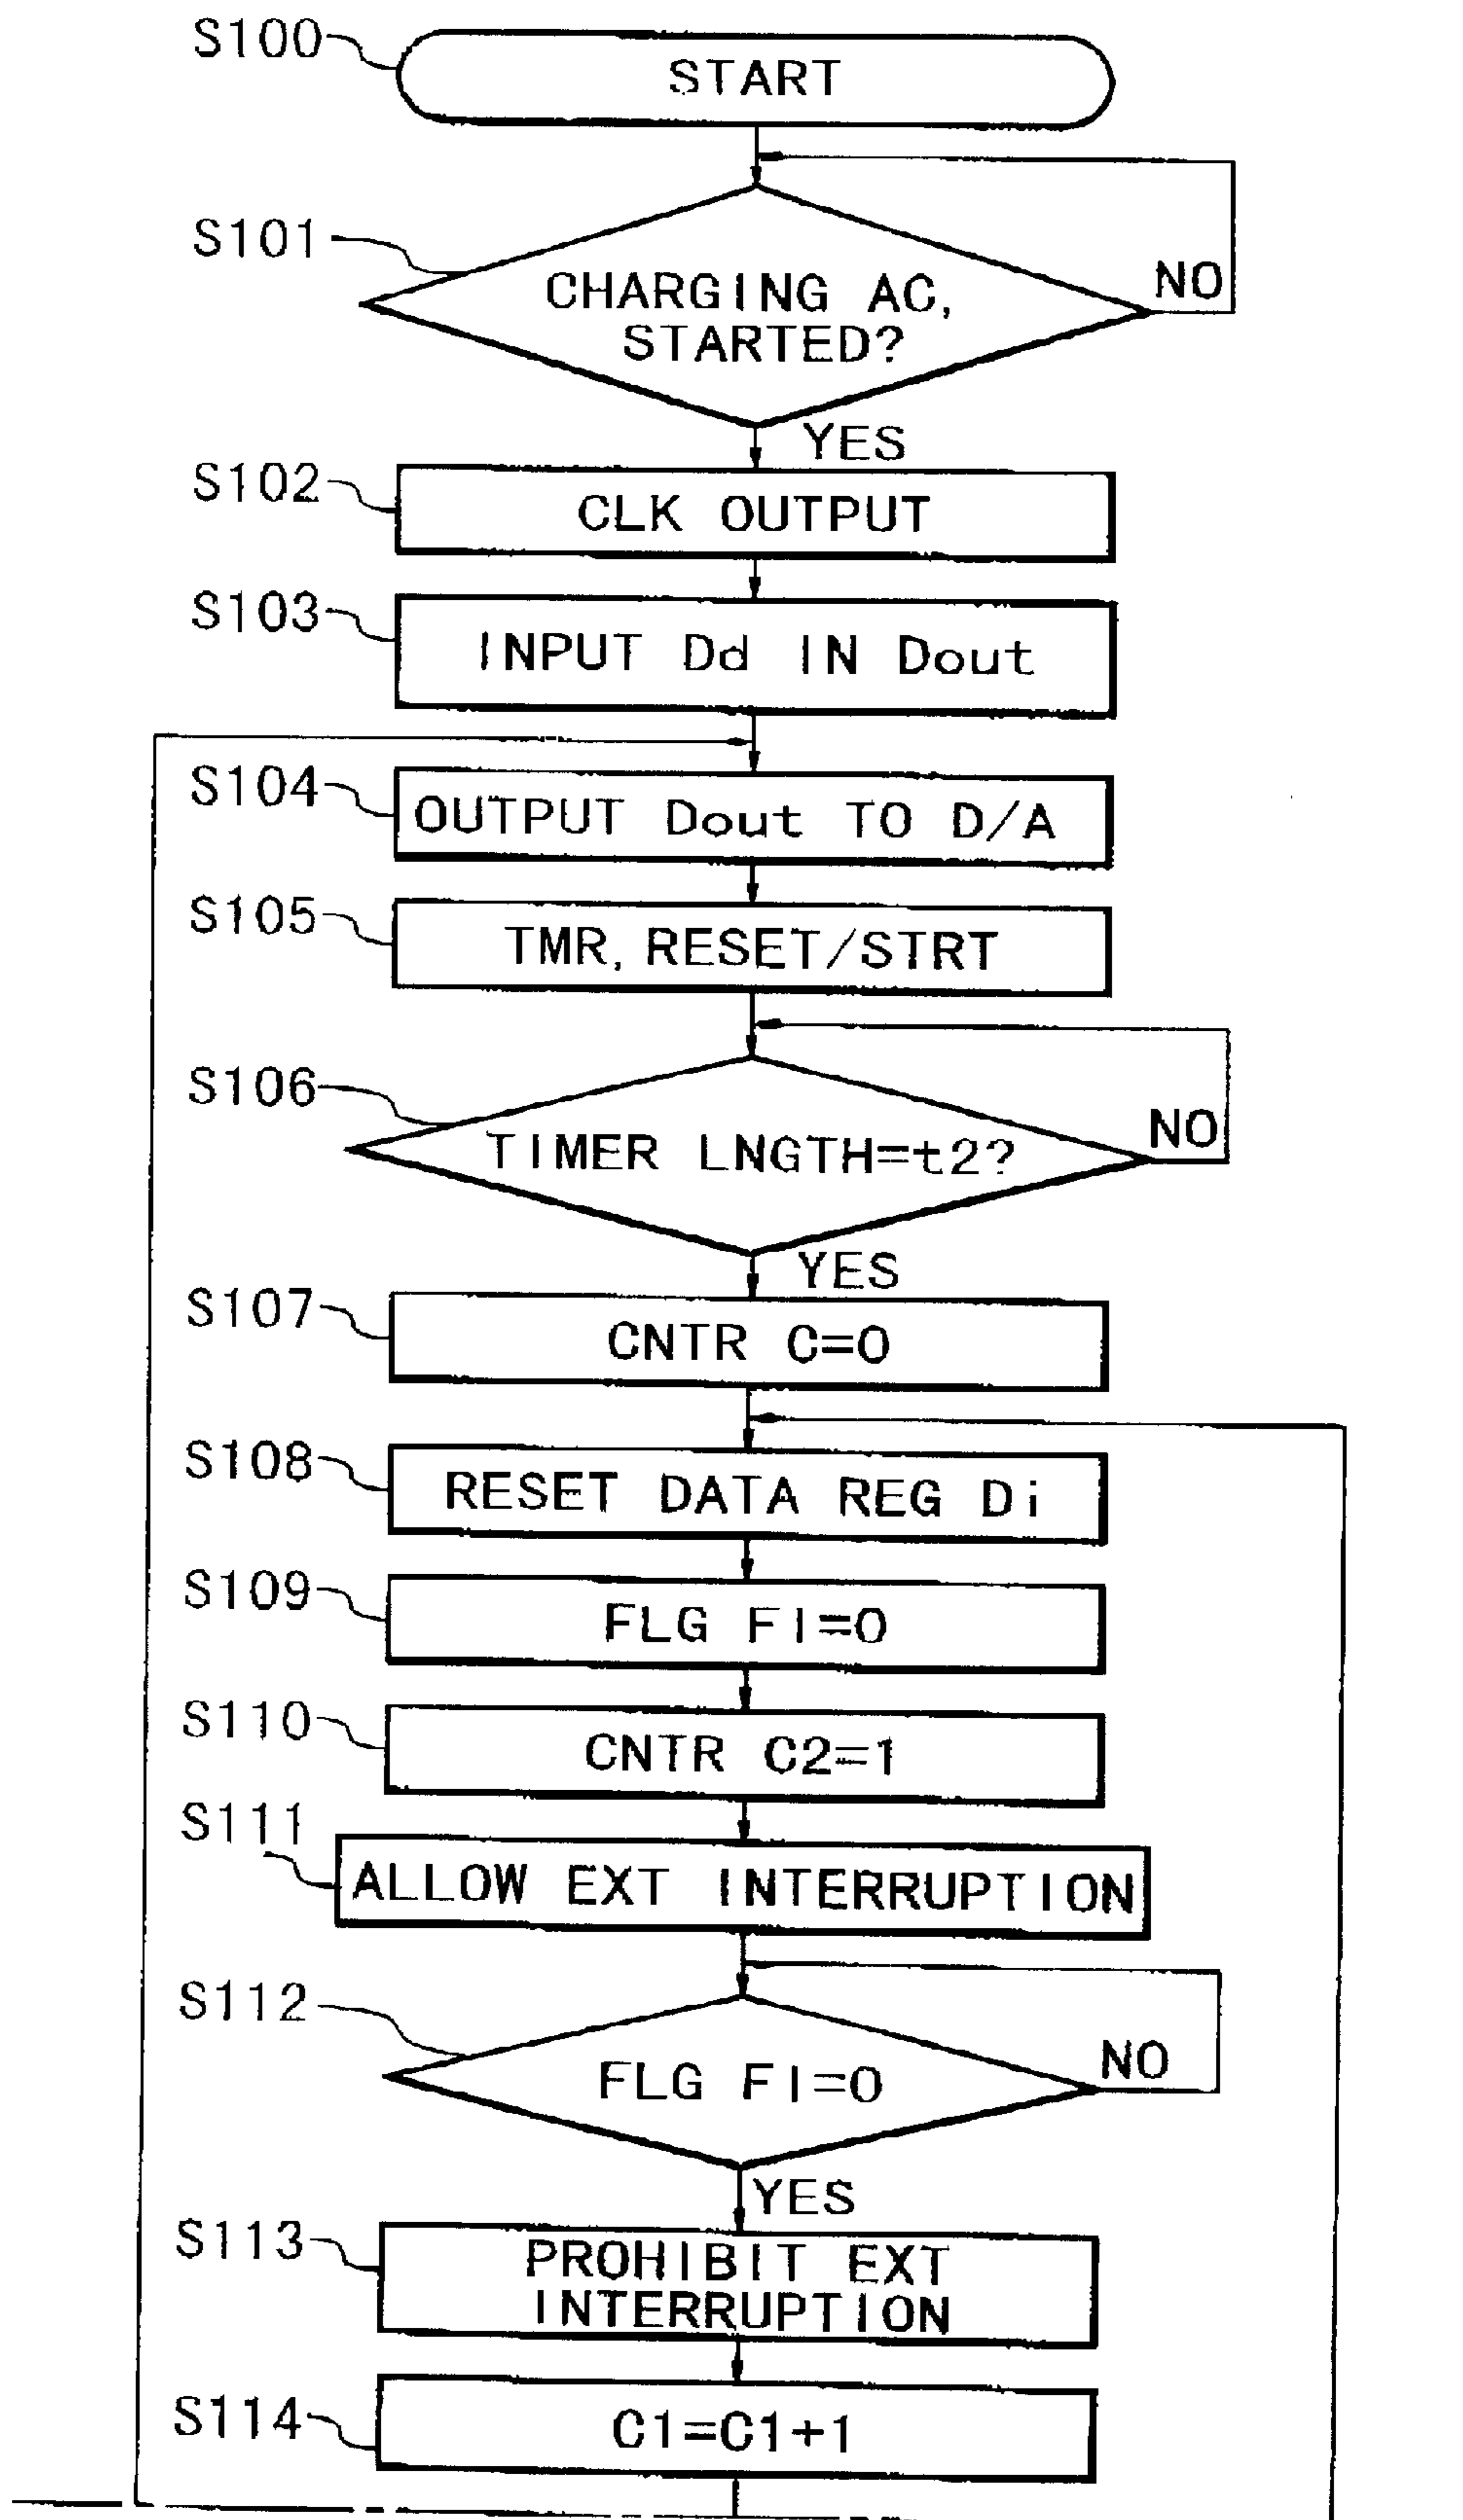 S100
START
S101
CHARGING AC,
STARTED?
NO
YES
S102
CLK OUTPUT
S103
INPUT Dd IN Dout
S104
OUTPUT Dout TO D/A
S105
TMR, RESET/STRT
S106
TIMER LNGTH=t2?
NO
YES
S107
CNTR C=0
S108
RESET DATA REG Di
S109
FLG FI=0
S110
CNTR C2=1
S111
ALLOW EXT INTERRUPTION
S112
FLG FI=0
NO
YES
S113
PROHIBIT EXT
INTERRUPTION
S114
C1=C1+1